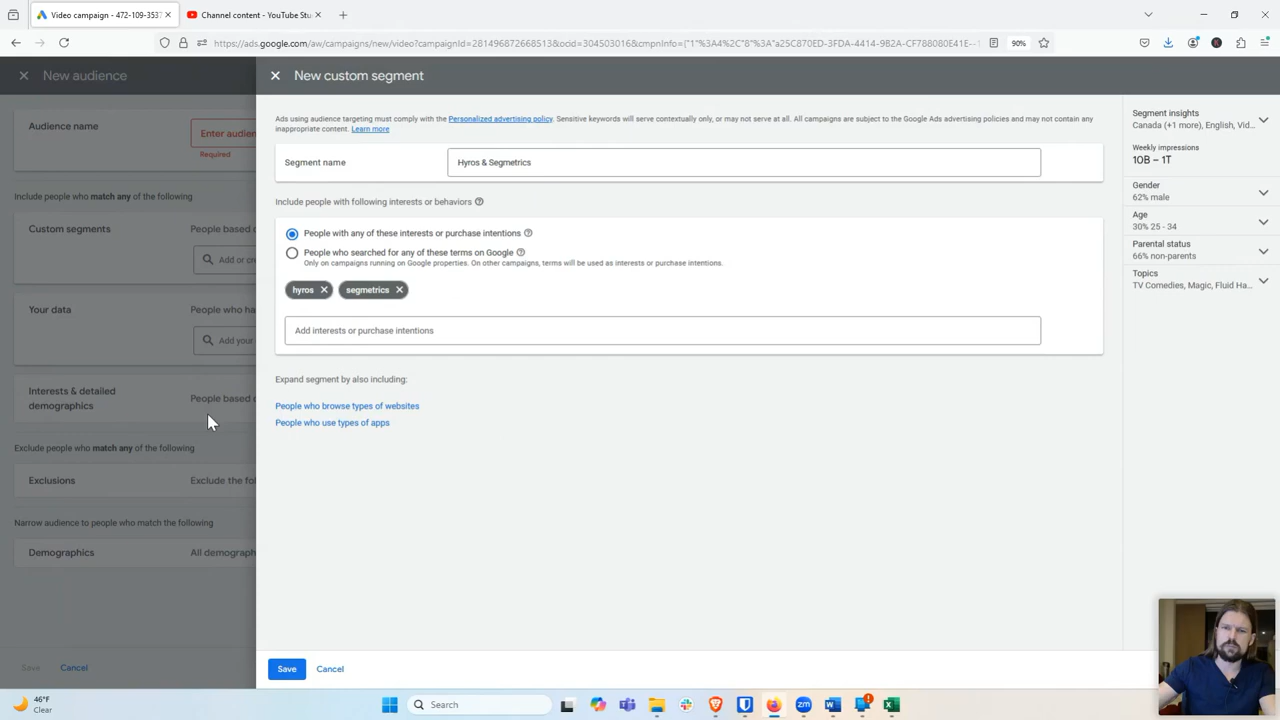 Video campaign - 472-109-3537
Channel content - YouTube Stu
https://ads.google.com/aw/campaigns/new/video?campaignId=281496812668513&ocid=304503016&cmpnInfo={"1"%3A4%2C"8"%3A"a25C870ED-3FDA-4414-9B2A-CF788080E41E--1
90%
New audience
New custom segment
Ads using audience targeting must comply with the Personalized advertising policy. Sensitive keywords will serve contextually only, or may not serve at all. All campaigns are subject to the Google Ads advertising policies and may not contain any
inappropriate content. Learn more
Audience name
Enter audien
Required
Segment name
Hyros & Segmetrics
Include people who match any of the following
Include people with following interests or behaviors
Custom segments
People based
Add or cre
People with any of these interests or purchase intentions
People who searched for any of these terms on Google
Only on campaigns running on Google properties. On other campaigns, terms will be used as interests or purchase intentions.
hyros
segmetrics
Add interests or purchase intentions
Your data
People who ha
Add your
Expand segment by also including:
People who browse types of websites
People who use types of apps
Interests & detailed
demographics
People based o
Exclude people who match any of the following
Exclusions
Exclude the fol
Narrow audience to people who match the following
Demographics
All demograph
Save
Cancel
Save
Cancel
Segment insights
Canada (+1 more), English, Vid...
Weekly impressions
10B – 1T
Gender
62% male
Age
30% 25 - 34
Parental status
66% non-parents
Topics
TV Comedies, Magic, Fluid Ha...
46°F
Clear
Search
zm